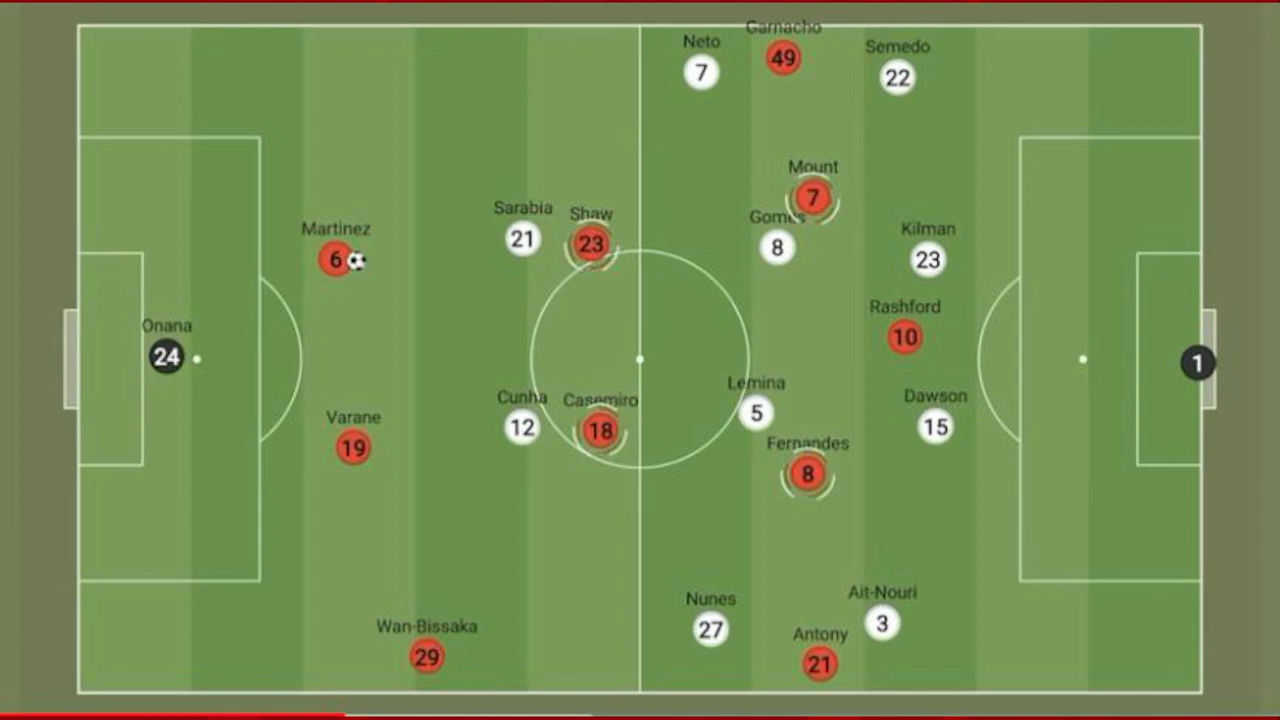 Garnacho
49
Neto
7
Semedo
22
Mount
7
Sarabia
21
Shaw
23
Gomes
8
Martinez
6
Kilman
23
Rashford
10
Onana
24
1
Lemina
5
Cunha
12
Casemiro
18
Dawson
15
Varane
19
Fernandes
8
Nunes
27
Ait-Nouri
3
Wan-Bissaka
29
Antony
21